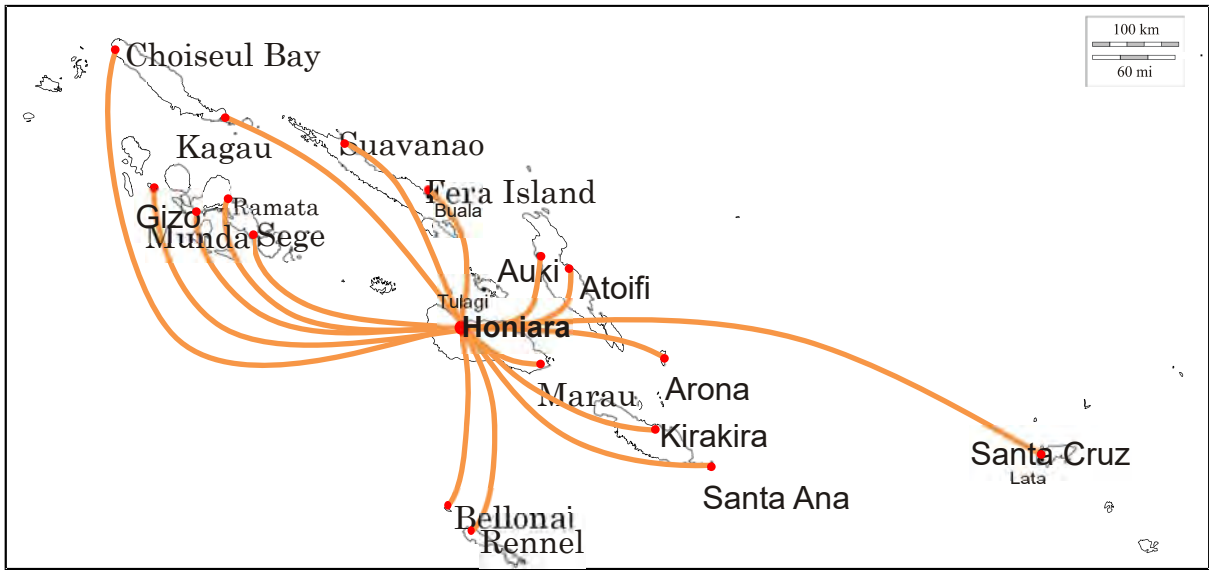 100 km
60 mi
Choiseul Bay
Kagau
Suavanao
Fera Island
Buala
Ramata
Gizo
Munda
Sege
Auki
Atoifi
Tulagi
Honiara
Marau
Arona
Kirakira
Santa Cruz
Lata
Santa Ana
Bellonai
Rennel